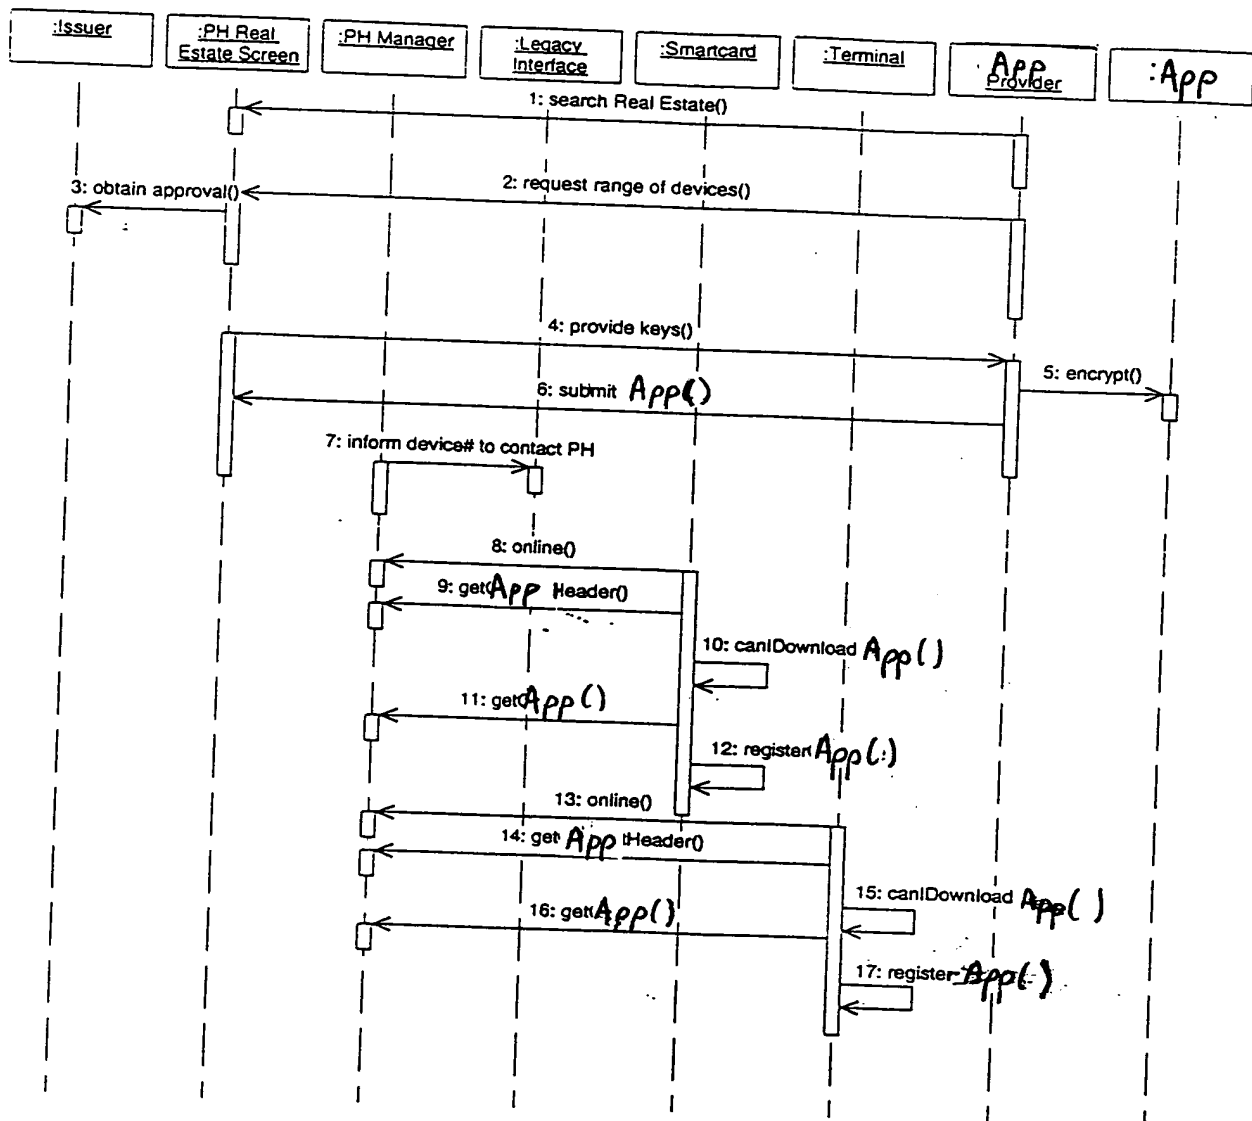 :Issuer
:PH Real
Estate Screen
:PH Manager
:Legacy
Interface
:Smartcard
:Terminal
App
Provider
:App
1: search Real Estate()
2: request range of devices()
3: obtain approval()
4: provide keys()
5: encrypt()
6: submit App()
7: inform device# to contact PH
8: online()
9: get App Header()
10: canIDownload App()
11: get App()
12: register App()
13: online()
14: get App Header()
15: canIDownload App()
16: get App()
17: register App()